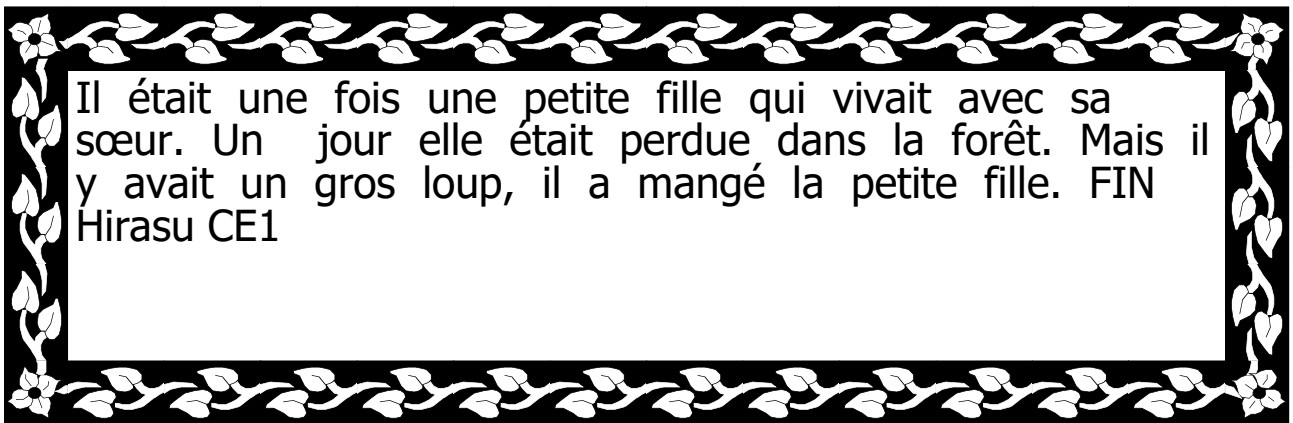 Il était une fois une petite fille qui vivait avec sa
sœur. Un jour elle était perdue dans la forêt. Mais il
y avait un gros loup, il a mangé la petite fille. FIN
Hirasu CE1